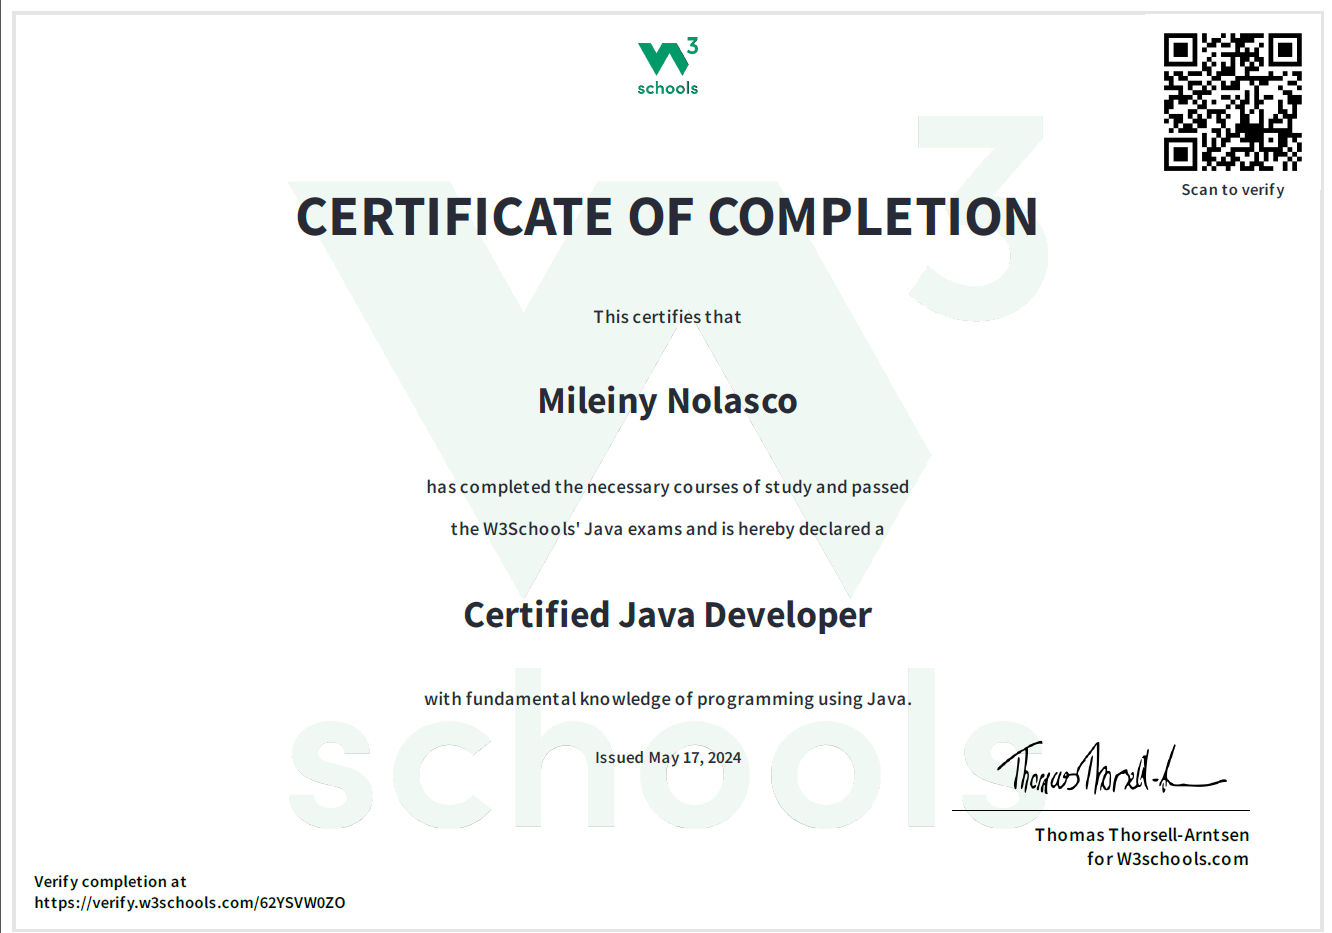 W3
schools
Scan to verify
CERTIFICATE OF COMPLETION
This certifies that
Mileiny Nolasco
has completed the necessary courses of study and passed
the W3Schools' Java exams and is hereby declared a
Certified Java Developer
with fundamental knowledge of programming using Java.
Issued May 17, 2024
Thomas Thorsell-A
Thomas Thorsell-Arntsen
for W3schools.com
Verify completion at
https://verify.w3schools.com/62YSVW0ZO
W3
schools